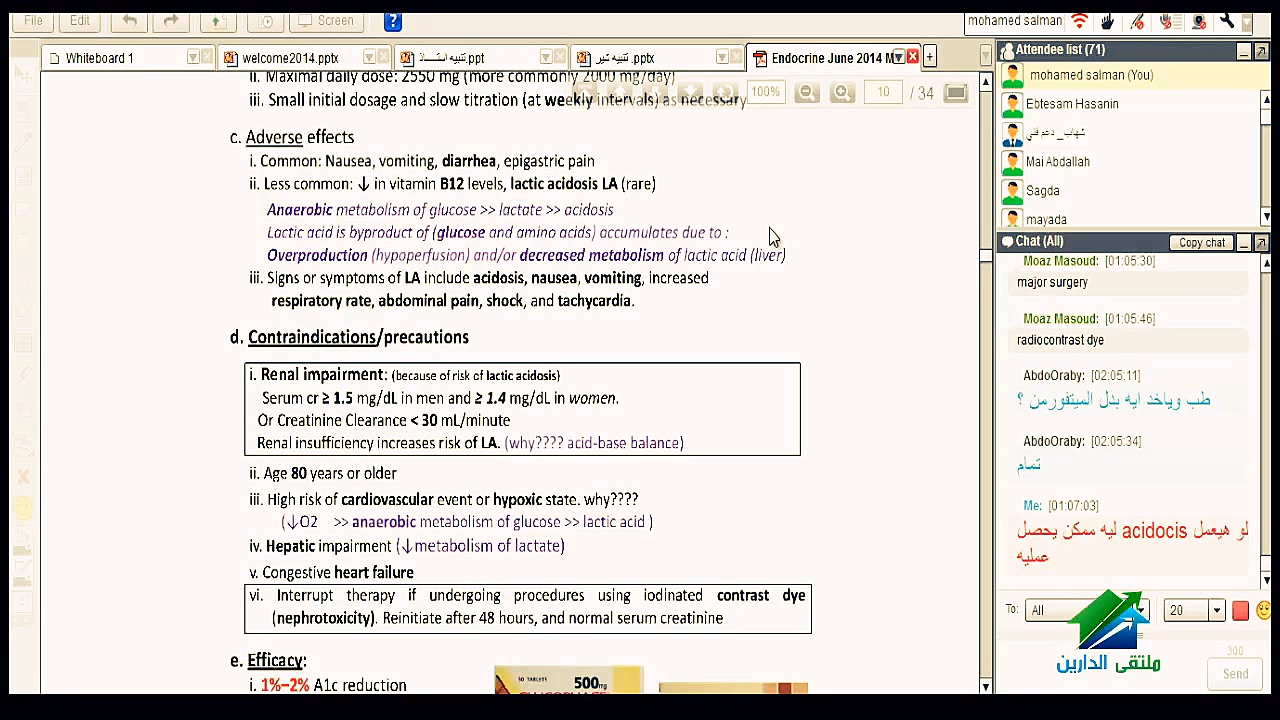 File Edit Screen ? mohamed salman
Whiteboard 1 welcome2014.pptx تنبيه استـــاذ.ppt تنبيه تير .pptx Endocrine June 2014 M +
ii. Maximal daily dose: 2550 mg (more commonly 2000 mg/day)
iii. Small initial dosage and slow titration (at weekly intervals) as necessary
100% 10 / 34
c. Adverse effects
i. Common: Nausea, vomiting, diarrhea, epigastric pain
ii. Less common: ↓ in vitamin B12 levels, lactic acidosis LA (rare)
Anaerobic metabolism of glucose >> lactate >> acidosis
Lactic acid is byproduct of (glucose and amino acids) accumulates due to :
Overproduction (hypoperfusion) and/or decreased metabolism of lactic acid (liver)
iii. Signs or symptoms of LA include acidosis, nausea, vomiting, increased
respiratory rate, abdominal pain, shock, and tachycardia.
d. Contraindications/precautions
i. Renal impairment: (because of risk of lactic acidosis)
Serum cr ≥ 1.5 mg/dL in men and ≥ 1.4 mg/dL in women.
Or Creatinine Clearance < 30 mL/minute
Renal insufficiency increases risk of LA. (why???? acid-base balance)
ii. Age 80 years or older
iii. High risk of cardiovascular event or hypoxic state. why????
(↓O2 >> anaerobic metabolism of glucose >> lactic acid )
iv. Hepatic impairment (↓metabolism of lactate)
v. Congestive heart failure
vi. Interrupt therapy if undergoing procedures using iodinated contrast dye
(nephrotoxicity). Reinitiate after 48 hours, and normal serum creatinine
e. Efficacy:
i. 1%–2% A1c reduction
30 TABLETS 500mg
GLUCOPHAGE
Attendee list (71)
mohamed salman (You)
Ebtesam Hasanin
شهاب_ دعم فني
Mai Abdallah
Sagda
mayada
Chat (All) Copy chat
Moaz Masoud: [01:05:30]
major surgery
Moaz Masoud: [01:05:46]
radiocontrast dye
AbdoOraby: [02:05:11]
طب وياخد ايه بدل الميتفورمن ؟
AbdoOraby: [02:05:34]
تمام
Me: [01:07:03]
لو هيعمل acidocis ليه ممكن يحصل
عمليه
To: All 20
ملتقى الدارين
300
Send